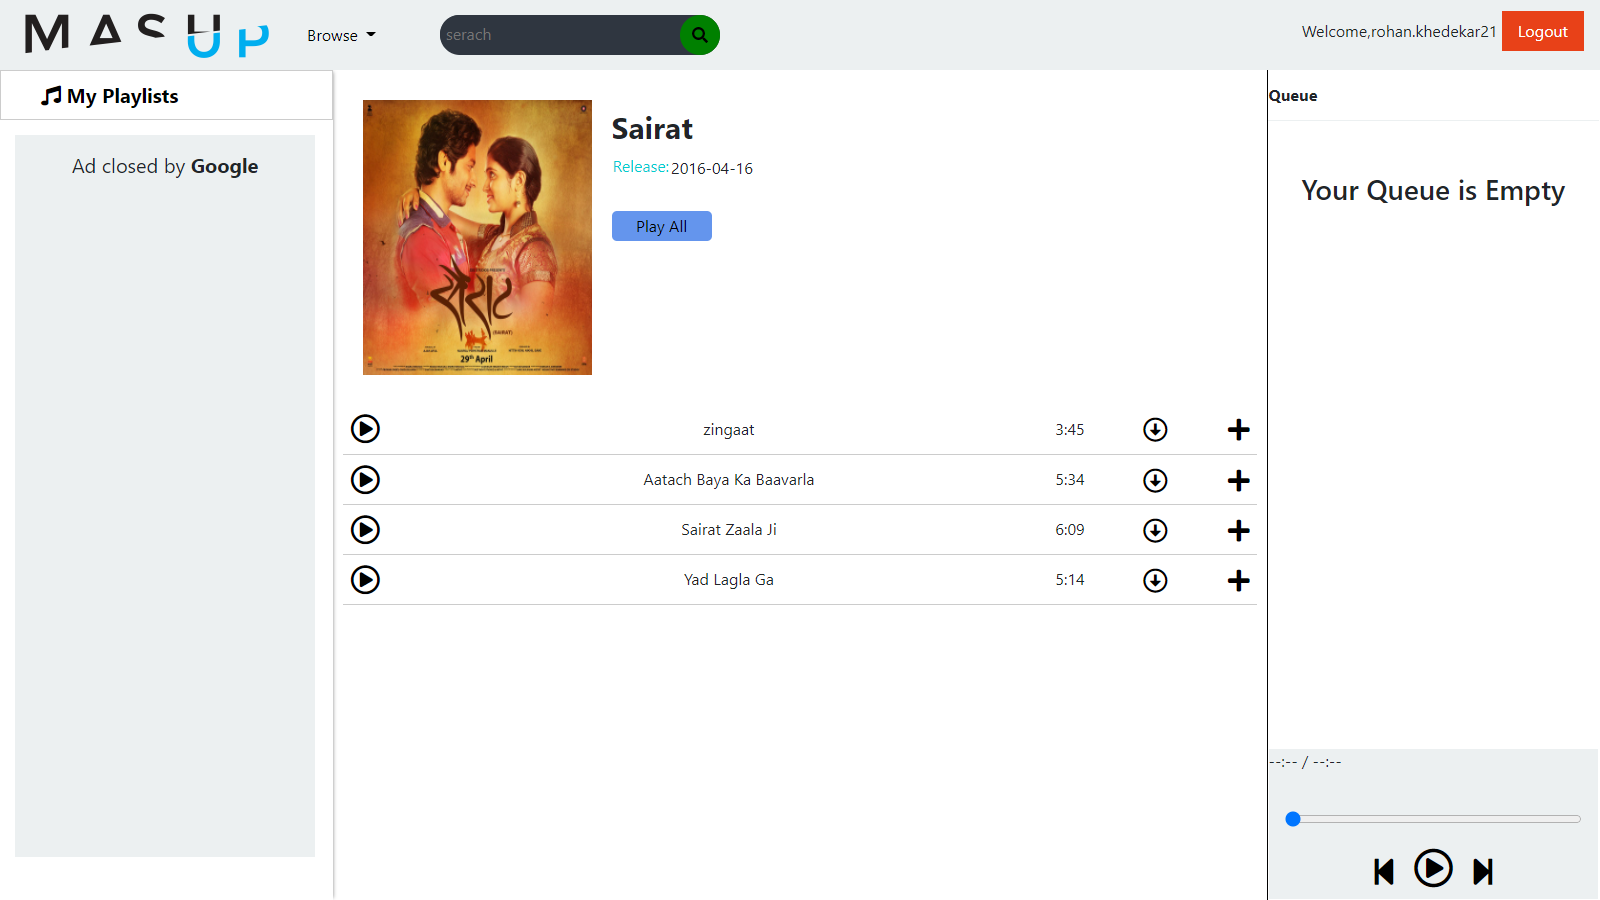 MASUP
Browse
serach
Welcome,rohan.khedekar21
Logout
My Playlists
Ad closed by Google
सैराट
(SAIRAT)
29th April
Sairat
Release: 2016-04-16
Play All
zingaat 3:45
Aatach Baya Ka Baavarla 5:34
Sairat Zaala Ji 6:09
Yad Lagla Ga 5:14
Queue
Your Queue is Empty
--:-- / --:--